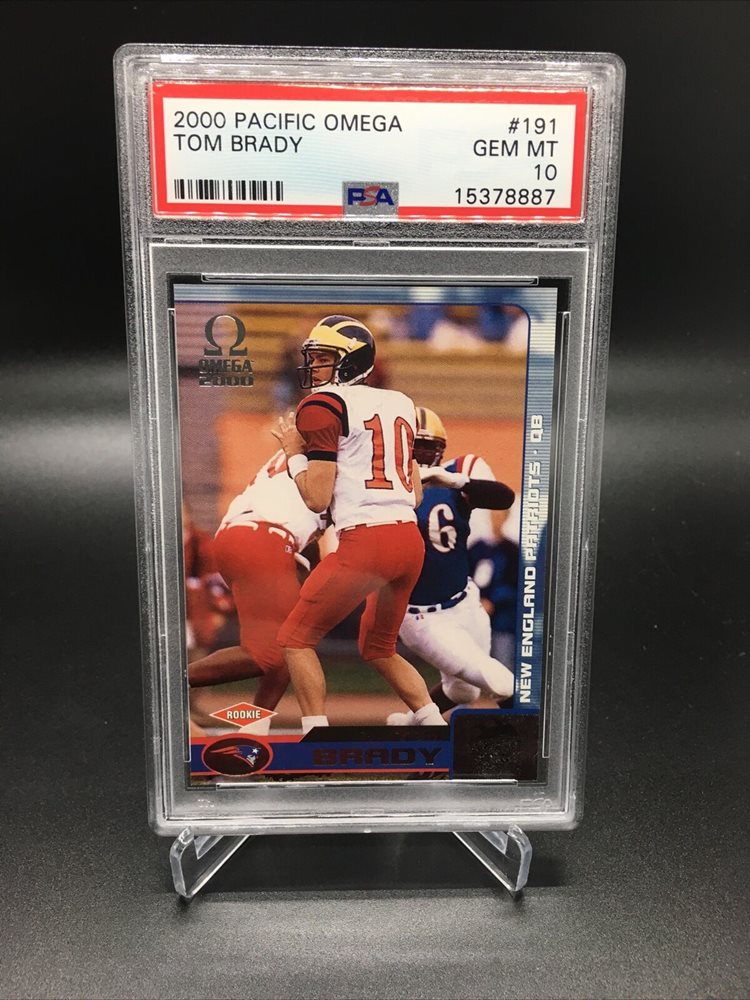 2000 PACIFIC OMEGA #191
TOM BRADY GEM MT
10
PSA 15378887
Ω
OMEGA
2000
10
6
NEW ENGLAND PATRIOTS · QB
ROOKIE
BRADY